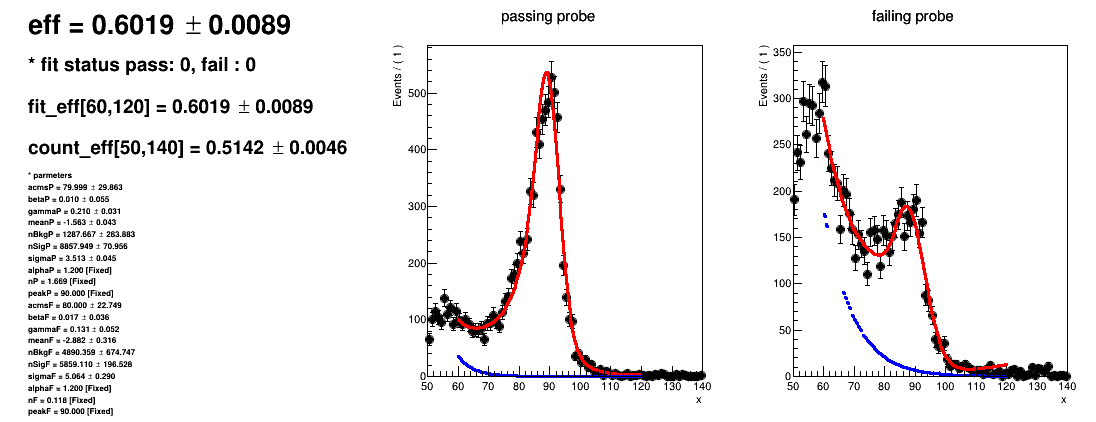 eff = 0.6019 ± 0.0089
* fit status pass: 0, fail : 0
fit_eff[60,120] = 0.6019 ± 0.0089
count_eff[50,140] = 0.5142 ± 0.0046
* parmeters
acmsP = 79.999 ± 29.863
betaP = 0.010 ± 0.055
gammaP = 0.210 ± 0.031
meanP = -1.563 ± 0.043
nBkgP = 1287.667 ± 283.883
nSigP = 8857.949 ± 70.956
sigmaP = 3.513 ± 0.045
alphaP = 1.200 [Fixed]
nP = 1.669 [Fixed]
peakP = 90.000 [Fixed]
acmsF = 80.000 ± 22.749
betaF = 0.017 ± 0.036
gammaF = 0.131 ± 0.052
meanF = -2.882 ± 0.316
nBkgF = 4890.359 ± 674.747
nSigF = 5859.110 ± 196.528
sigmaF = 5.064 ± 0.290
alphaF = 1.200 [Fixed]
nF = 0.118 [Fixed]
peakF = 90.000 [Fixed]
passing probe
Events / ( 1 )
500
400
300
200
100
0
50 60 70 80 90 100 110 120 130 140
x
failing probe
Events / ( 1 )
350
300
250
200
150
100
50
0
50 60 70 80 90 100 110 120 130 140
x